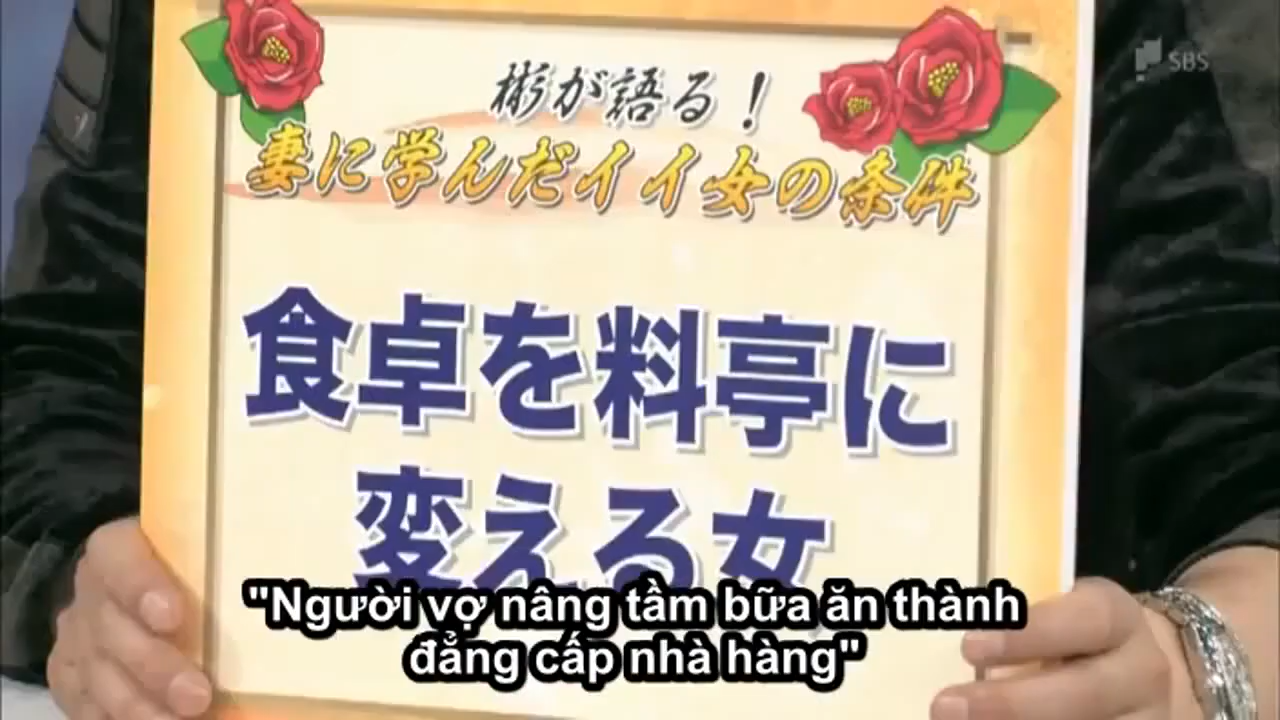 SBS
彬が語る！
妻に学んだイイ女の条件
食卓を料亭に
変える女
"Người vợ nâng tầm bữa ăn thành
đẳng cấp nhà hàng"